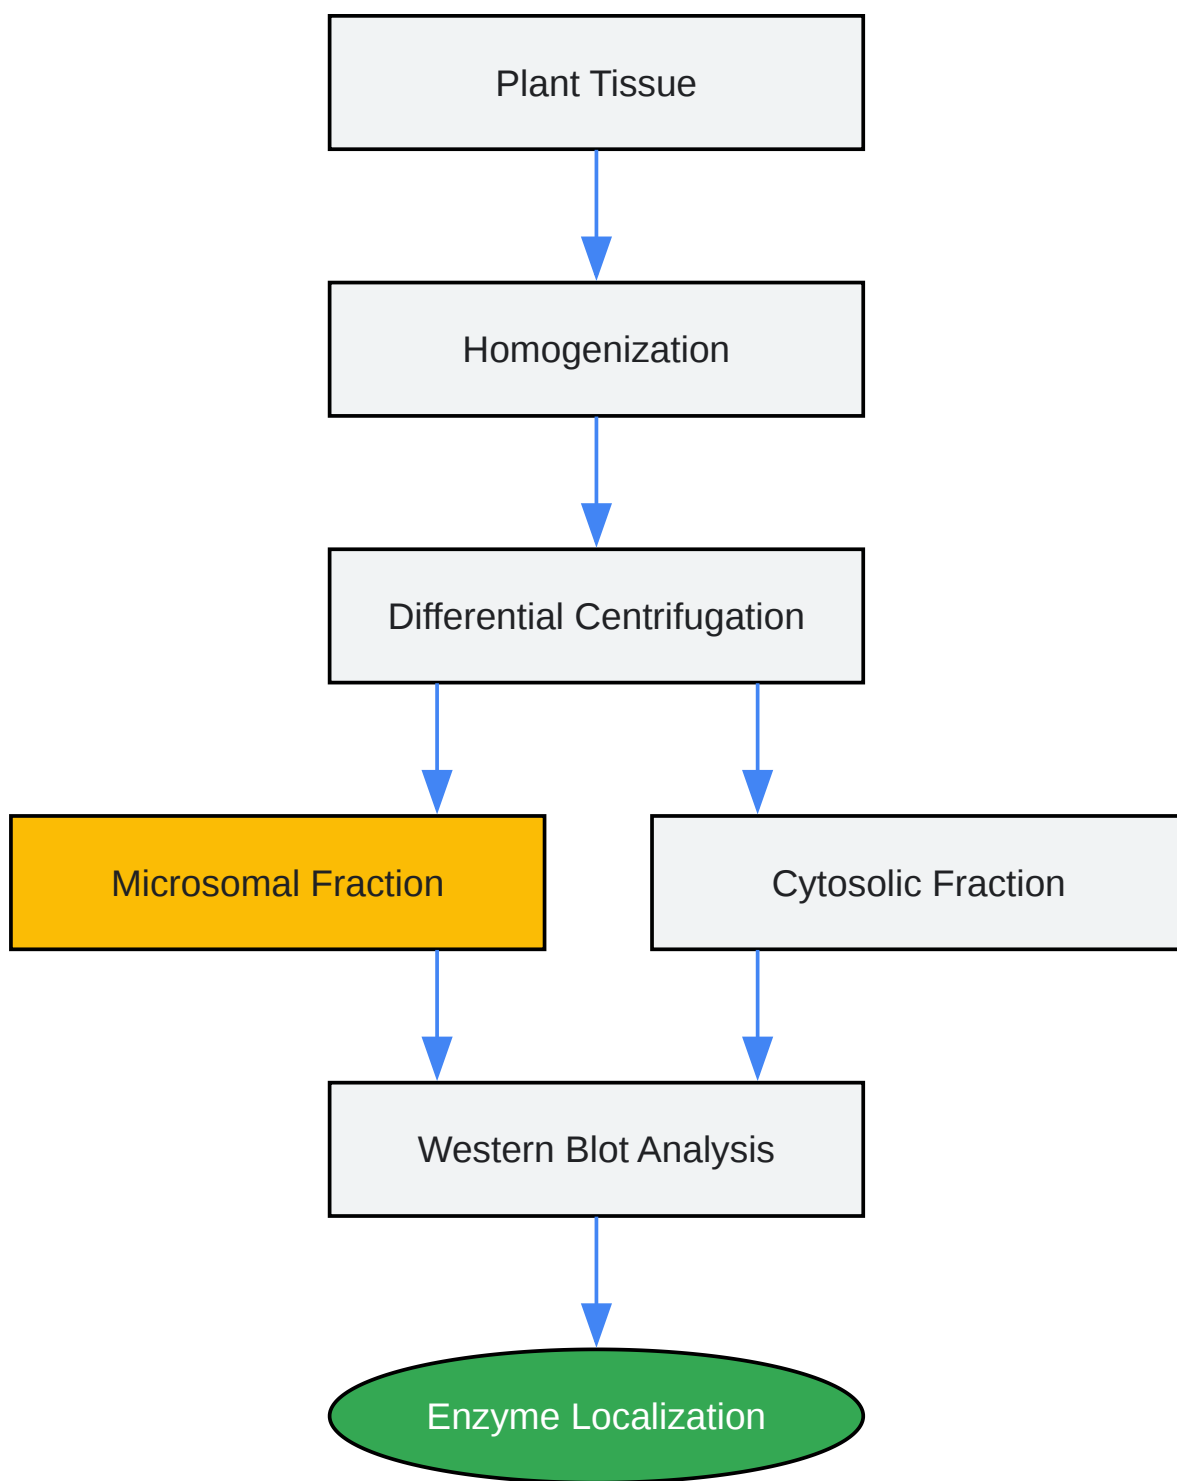 Plant Tissue
Homogenization
Differential Centrifugation
Microsomal Fraction
Cytosolic Fraction
Western Blot Analysis
Enzyme Localization